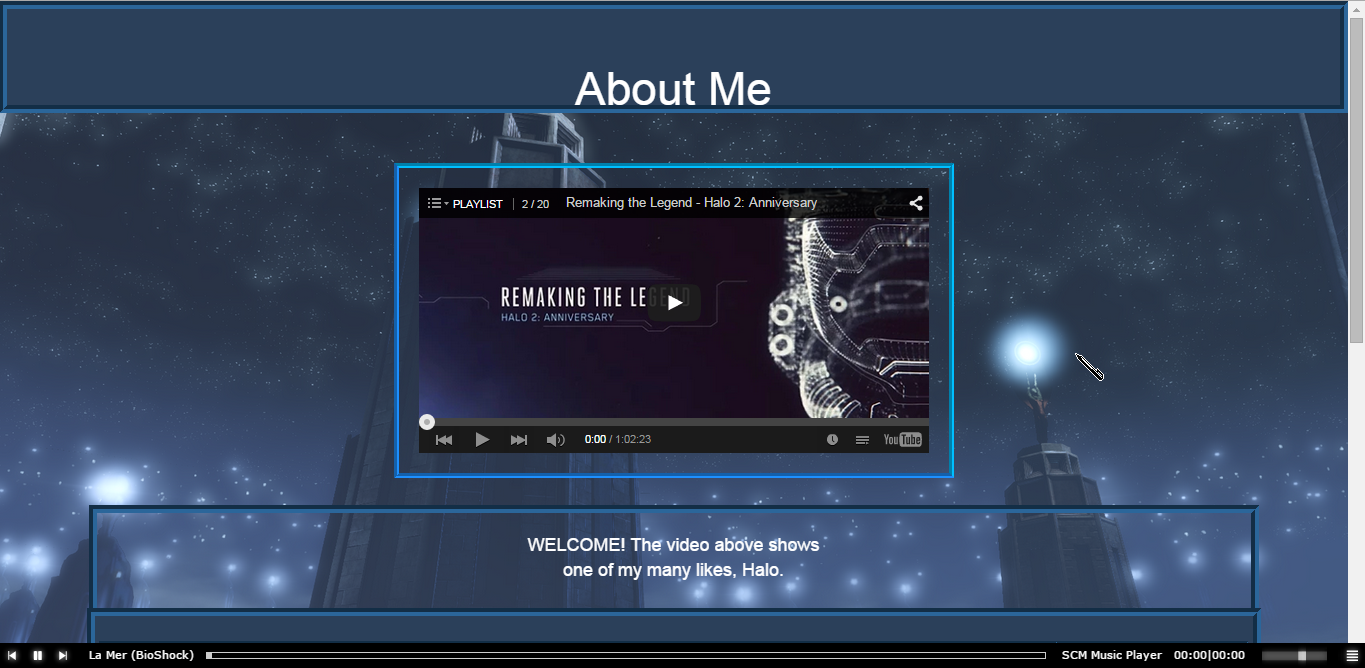 About Me
PLAYLIST 2 / 20 Remaking the Legend - Halo 2: Anniversary
REMAKING THE LEGEND
HALO 2: ANNIVERSARY
0:00 / 1:02:23 YouTube
WELCOME! The video above shows
one of my many likes, Halo.
La Mer (BioShock) SCM Music Player 00:00|00:00